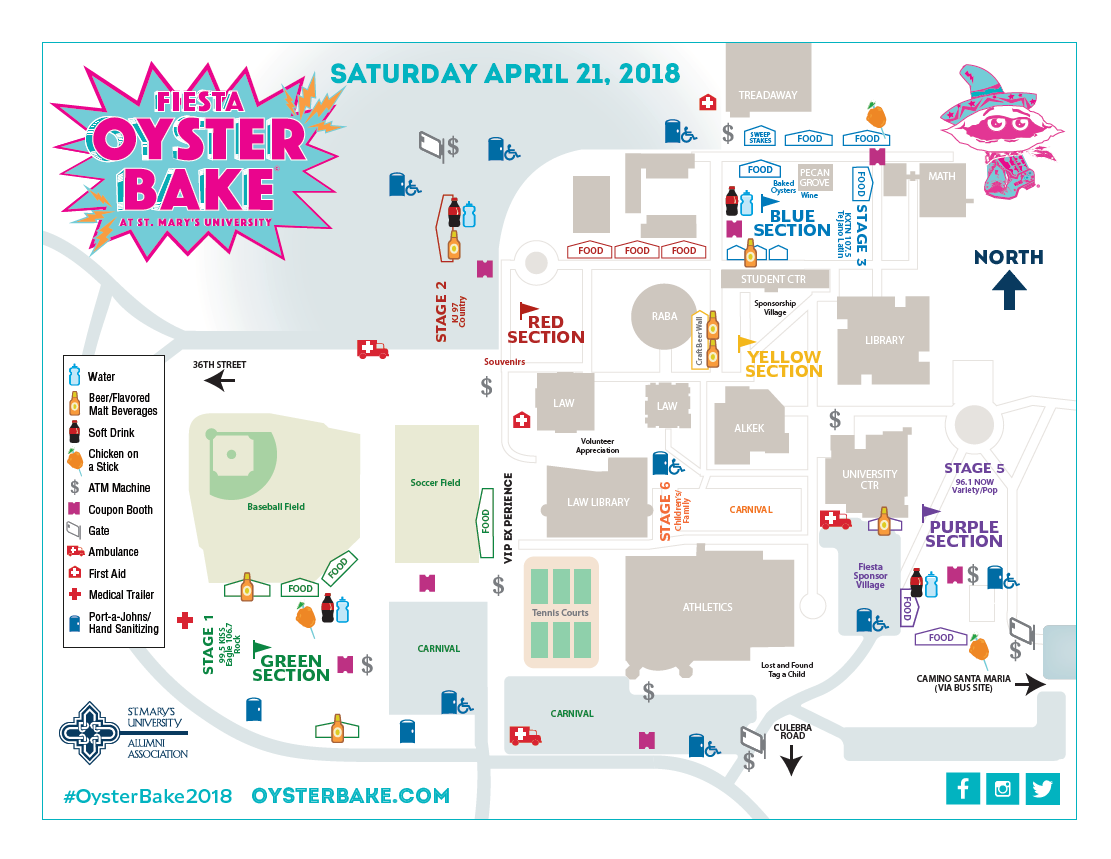 SATURDAY APRIL 21, 2018
FIESTA
OYSTER
BAKE
AT ST. MARY'S UNIVERSITY
TREADAWAY
$
SWEEP
STAKES
FOOD
FOOD
$
FOOD
PECAN
GROVE
FOOD
MATH
Baked
Oysters
Wine
BLUE
SECTION
STAGE 3
KXTN 107.5
Tejano Latin
NORTH
FOOD
FOOD
FOOD
STUDENT CTR
STAGE 2
KJ 97
Country
RED
SECTION
RABA
Sponsorship
Village
Craft Beer Wall
YELLOW
SECTION
LIBRARY
Souvenirs
$
36TH STREET
Water
Beer/Flavored
Malt Beverages
Soft Drink
Chicken on
a Stick
$ ATM Machine
Coupon Booth
Gate
Ambulance
First Aid
Medical Trailer
Port-a-Johns/
Hand Sanitizing
LAW
LAW
ALKEK
$
Volunteer
Appreciation
Baseball Field
Soccer Field
FOOD
VIP EXPERIENCE
LAW LIBRARY
STAGE 6
Children's/
Family
CARNIVAL
UNIVERSITY
CTR
STAGE 5
96.1 NOW
Variety/Pop
PURPLE
SECTION
Fiesta
Sponsor
Village
$
FOOD
FOOD
$
FOOD
FOOD
$
Tennis Courts
ATHLETICS
STAGE 1
99.5 KISS
Eagle 106.7
Rock
GREEN
SECTION
$
CARNIVAL
Lost and Found
Tag a Child
$
CAMINO SANTA MARIA
(VIA BUS SITE)
CARNIVAL
CULEBRA
ROAD
$
ST. MARY'S
UNIVERSITY
ALUMNI
ASSOCIATION
#OysterBake2018
OYSTERBAKE.COM